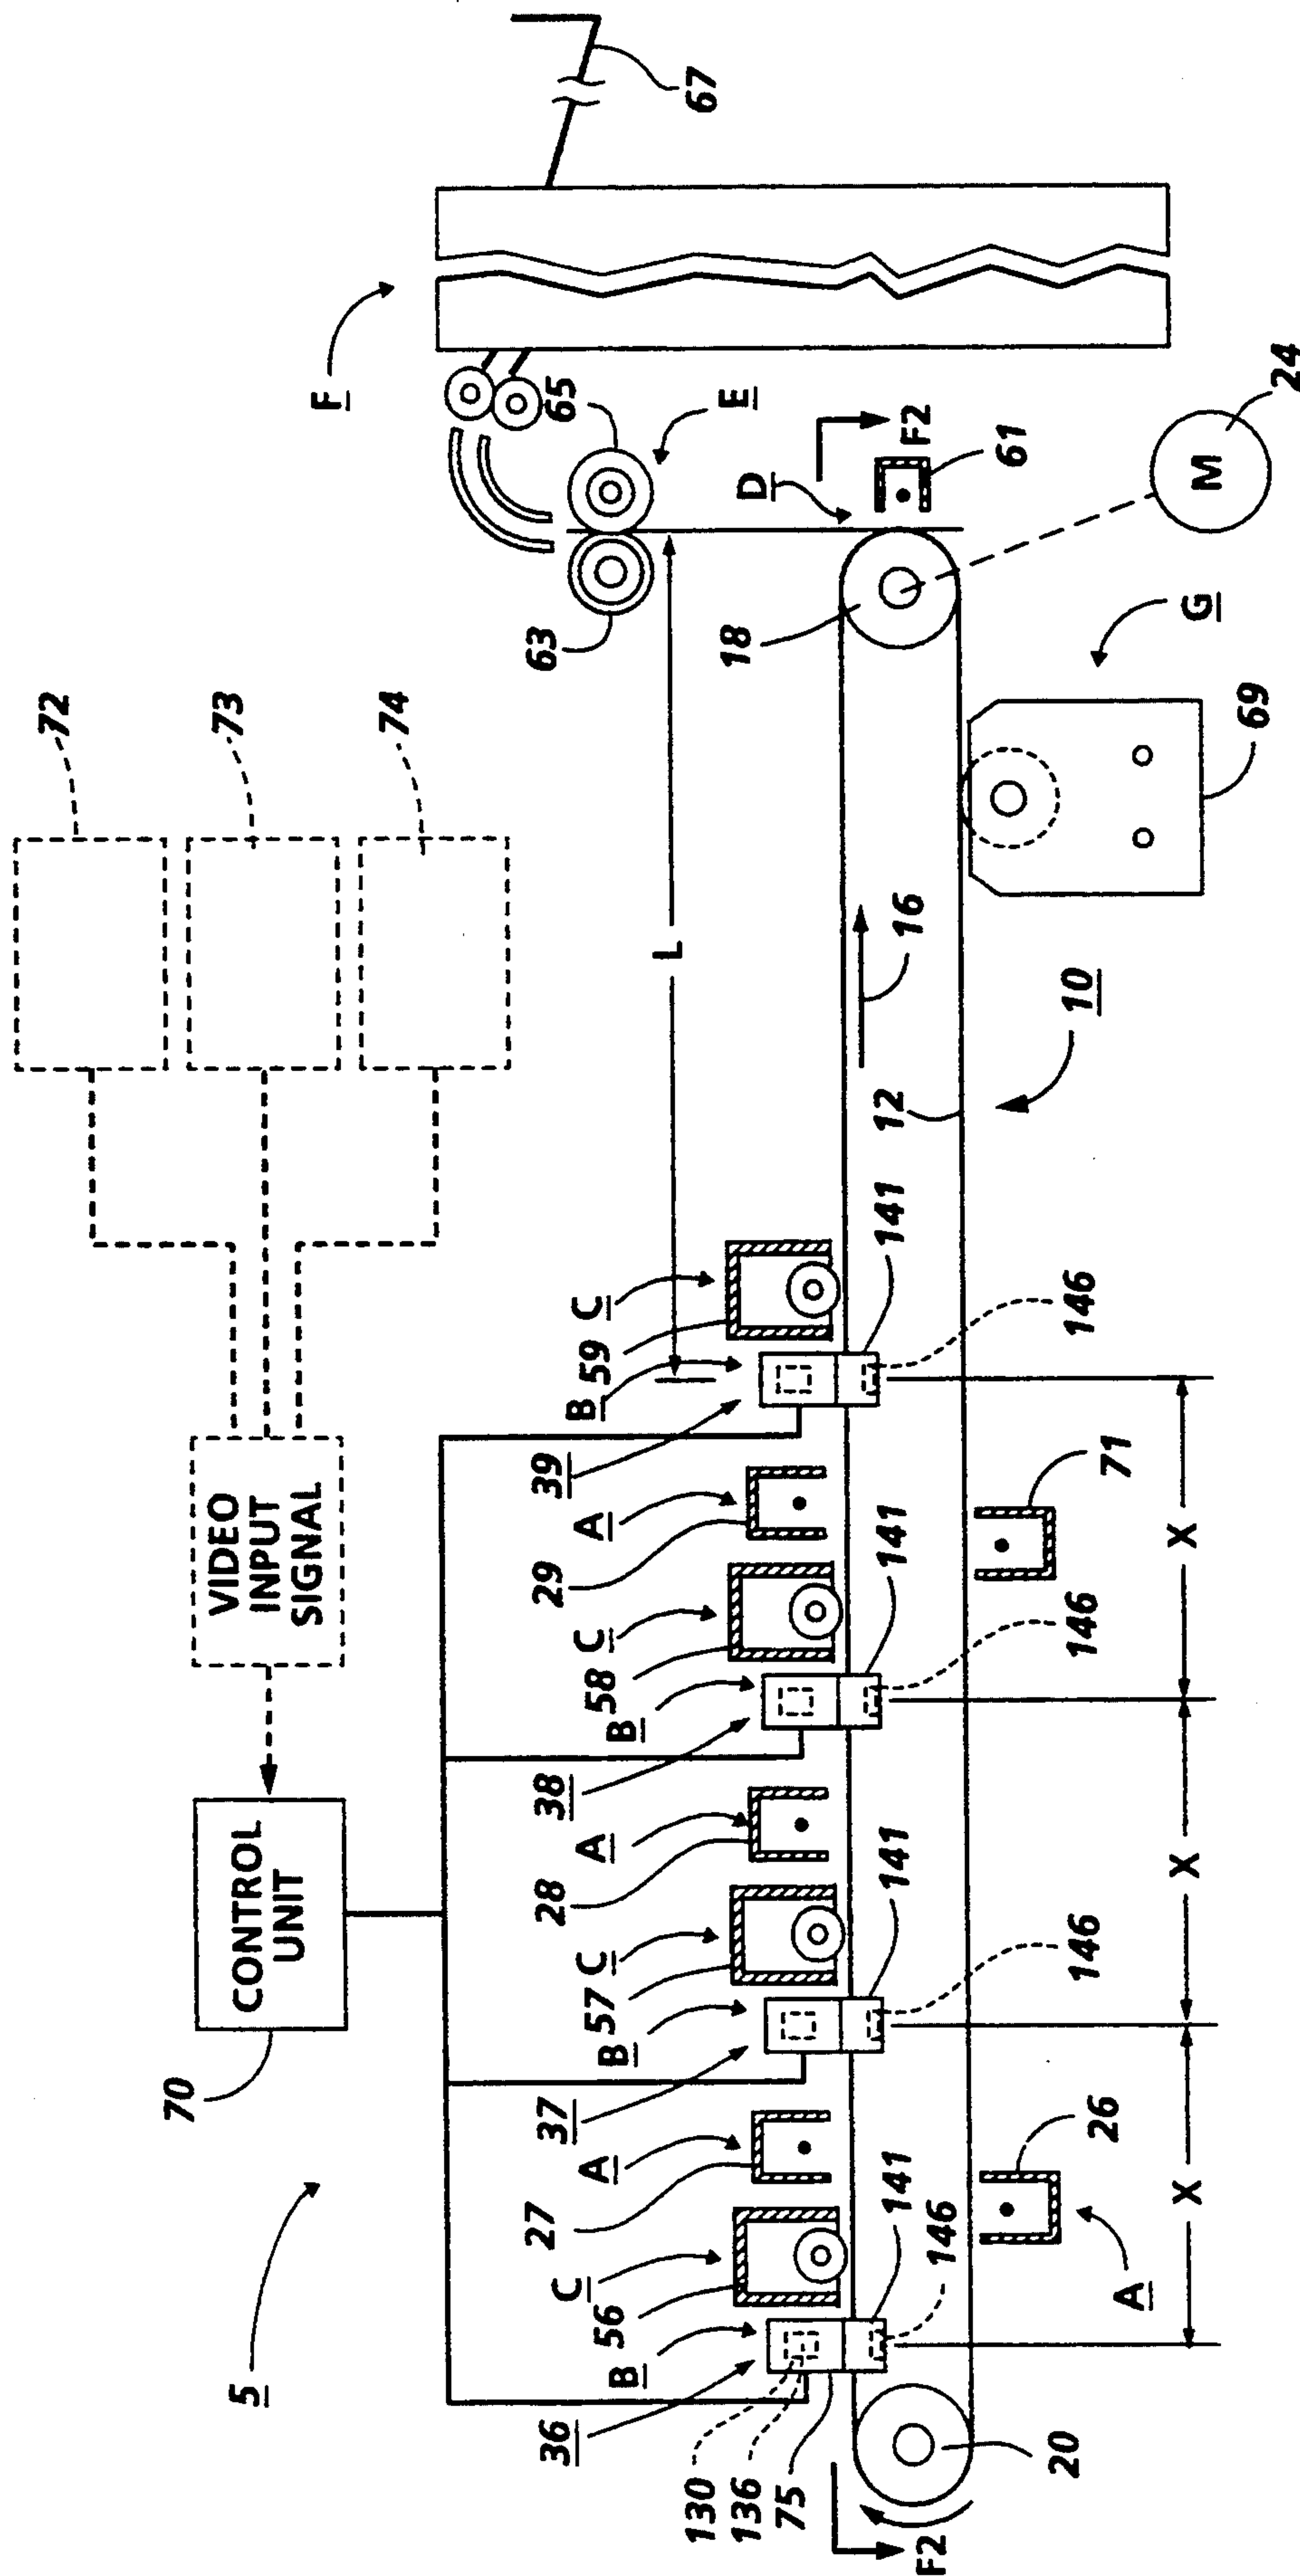 72
73
74
VIDEO
INPUT
SIGNAL
CONTROL
UNIT
70
5
F
67
65
63
E
D
F2
61
24
M
18
G
69
L
16
10
12
B
59
C
141
146
39
A
29
C
58
B
141
146
71
X
38
A
28
C
57
B
141
146
X
37
A
27
C
56
B
141
146
26
A
X
36
130
136
75
F2
20